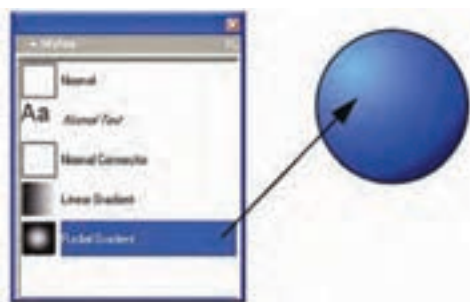 Styles
Normal
Aa Normal Text
Normal Connector
Linear Gradient
Radial Gradient